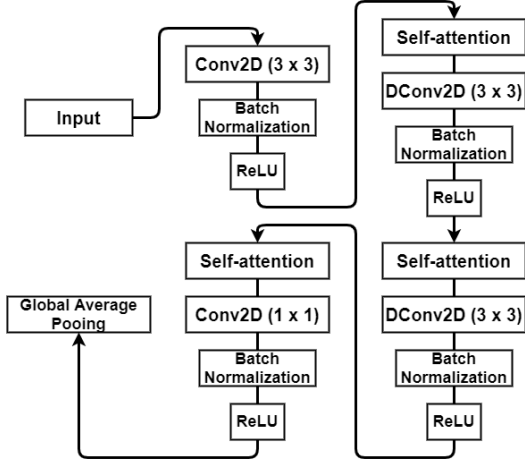 Input
Conv2D (3 x 3)
Batch
Normalization
ReLU
Self-attention
DConv2D (3 x 3)
Batch
Normalization
ReLU
Self-attention
DConv2D (3 x 3)
Batch
Normalization
ReLU
Self-attention
Conv2D (1 x 1)
Batch
Normalization
ReLU
Global Average
Pooing